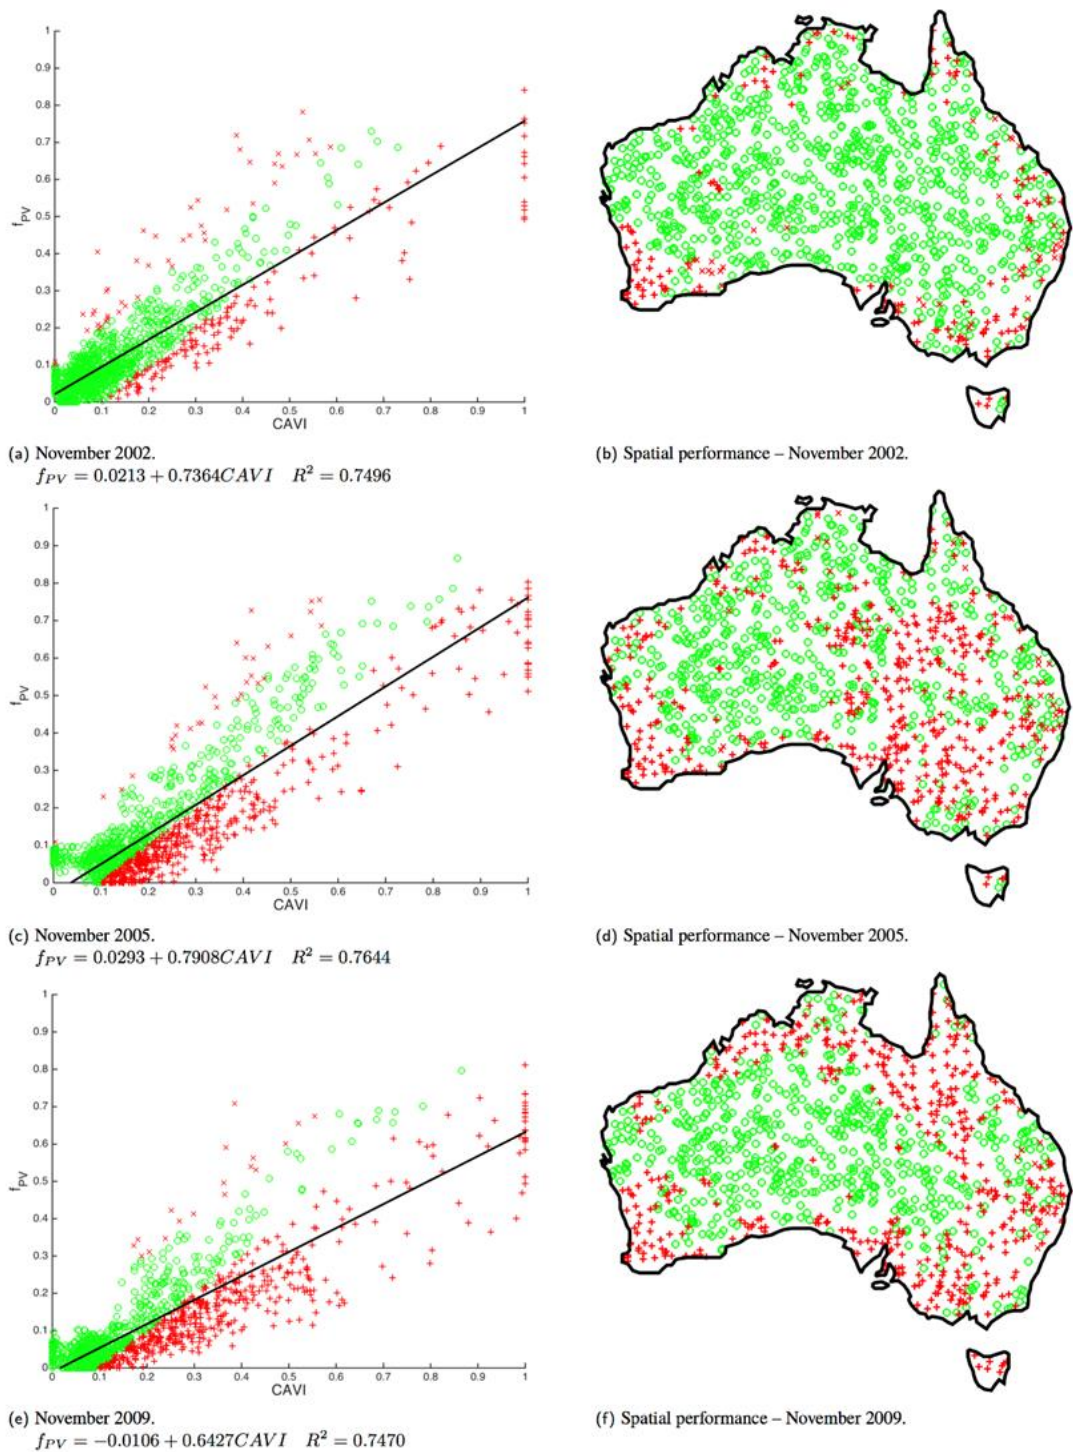 1
0.9
0.8
0.7
0.6
0.5
0.4
0.3
0.2
0.1
0
f_PV
0 0.1 0.2 0.3 0.4 0.5 0.6 0.7 0.8 0.9 1
CAVI
(a) November 2002.
f_PV = 0.0213 + 0.7364CAVI R² = 0.7496
(b) Spatial performance – November 2002.
1
0.9
0.8
0.7
0.6
0.5
0.4
0.3
0.2
0.1
0
f_PV
0 0.1 0.2 0.3 0.4 0.5 0.6 0.7 0.8 0.9 1
CAVI
(c) November 2005.
f_PV = 0.0293 + 0.7908CAVI R² = 0.7644
(d) Spatial performance – November 2005.
1
0.9
0.8
0.7
0.6
0.5
0.4
0.3
0.2
0.1
0
f_PV
0 0.1 0.2 0.3 0.4 0.5 0.6 0.7 0.8 0.9 1
CAVI
(e) November 2009.
f_PV = −0.0106 + 0.6427CAVI R² = 0.7470
(f) Spatial performance – November 2009.